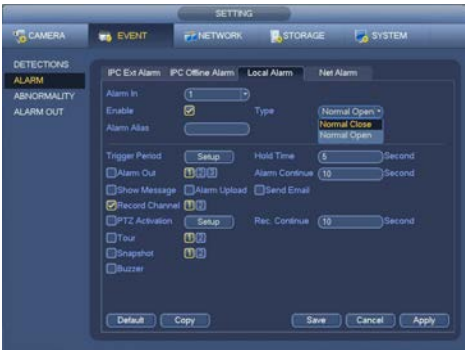 SETTING
CAMERA EVENT NETWORK STORAGE SYSTEM
DETECTIONS
ALARM
ABNORMALITY
ALARM OUT
IPC Ext Alarm IPC Offline Alarm Local Alarm Net Alarm
Alarm In 1
Enable Type Normal Open
Normal Close
Normal Open
Alarm Alias
Trigger Period Setup Hold Time 5 Second
Alarm Out 1 2 3 Alarm Continue 10 Second
Show Message Alarm Upload Send Email
Record Channel 1 2
PTZ Activation Setup Rec. Continue 10 Second
Tour 1 2
Snapshot 1 2
Buzzer
Default Copy Save Cancel Apply